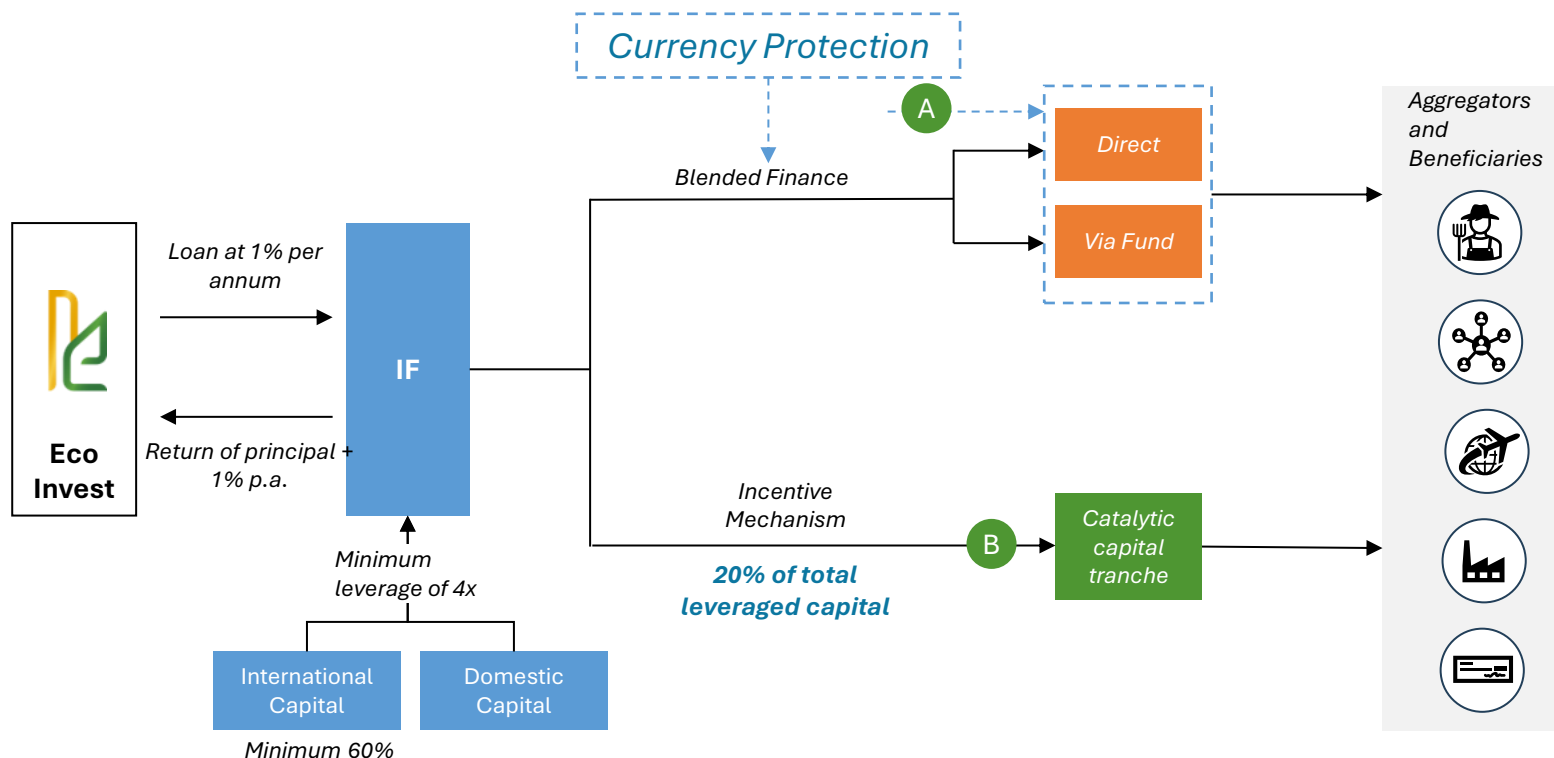 Currency Protection
A
Aggregators
and
Beneficiaries
Direct
Blended Finance
Via Fund
Loan at 1% per
annum
IF
Eco
Invest
Return of principal +
1% p.a.
Incentive
Mechanism
B
Catalytic
capital
tranche
20% of total
leveraged capital
Minimum
leverage of 4x
International
Capital
Domestic
Capital
Minimum 60%